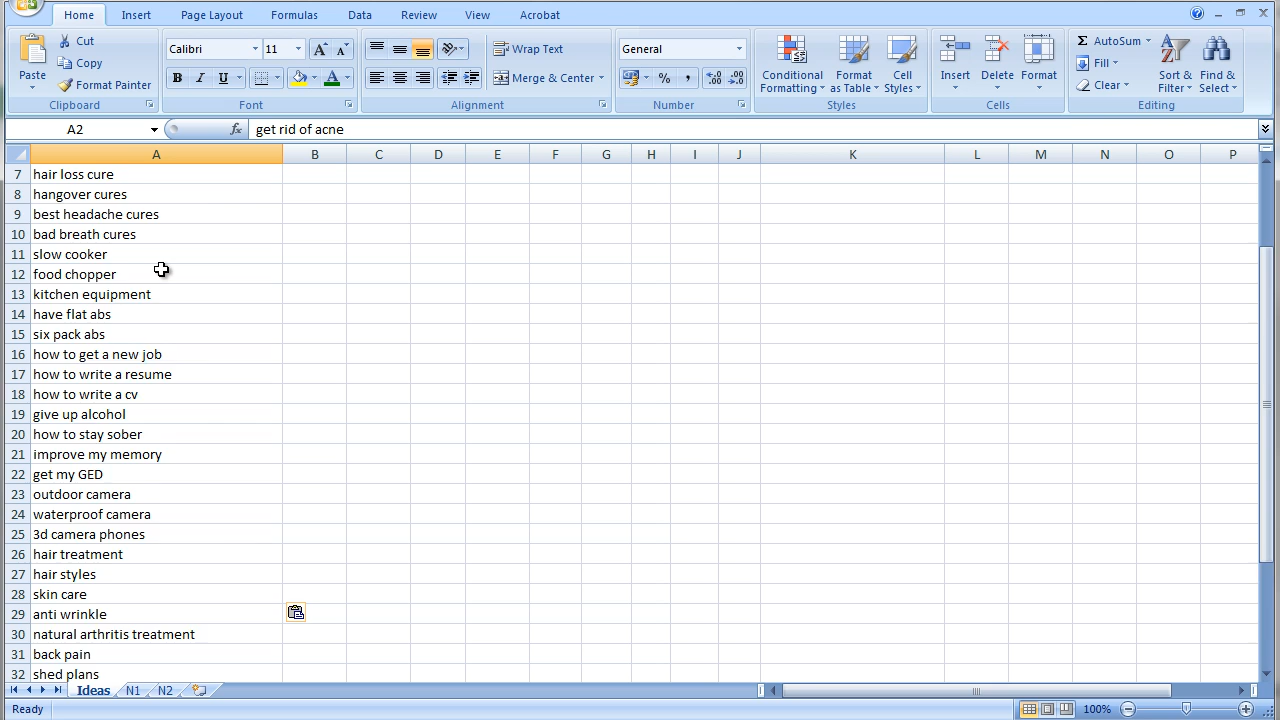 Home Insert Page Layout Formulas Data Review View Acrobat
Paste
Cut
Copy
Format Painter
Clipboard
Calibri 11
B I U
Font
Wrap Text
Merge & Center
Alignment
General
% ,
Number
Conditional Formatting
Format as Table
Cell Styles
Styles
Insert Delete Format
Cells
AutoSum
Fill
Clear
Sort & Filter
Find & Select
Editing
A2 fx get rid of acne
A B C D E F G H I J K L M N O P
7 hair loss cure
8 hangover cures
9 best headache cures
10 bad breath cures
11 slow cooker
12 food chopper
13 kitchen equipment
14 have flat abs
15 six pack abs
16 how to get a new job
17 how to write a resume
18 how to write a cv
19 give up alcohol
20 how to stay sober
21 improve my memory
22 get my GED
23 outdoor camera
24 waterproof camera
25 3d camera phones
26 hair treatment
27 hair styles
28 skin care
29 anti wrinkle
30 natural arthritis treatment
31 back pain
32 shed plans
Ideas N1 N2
Ready 100%